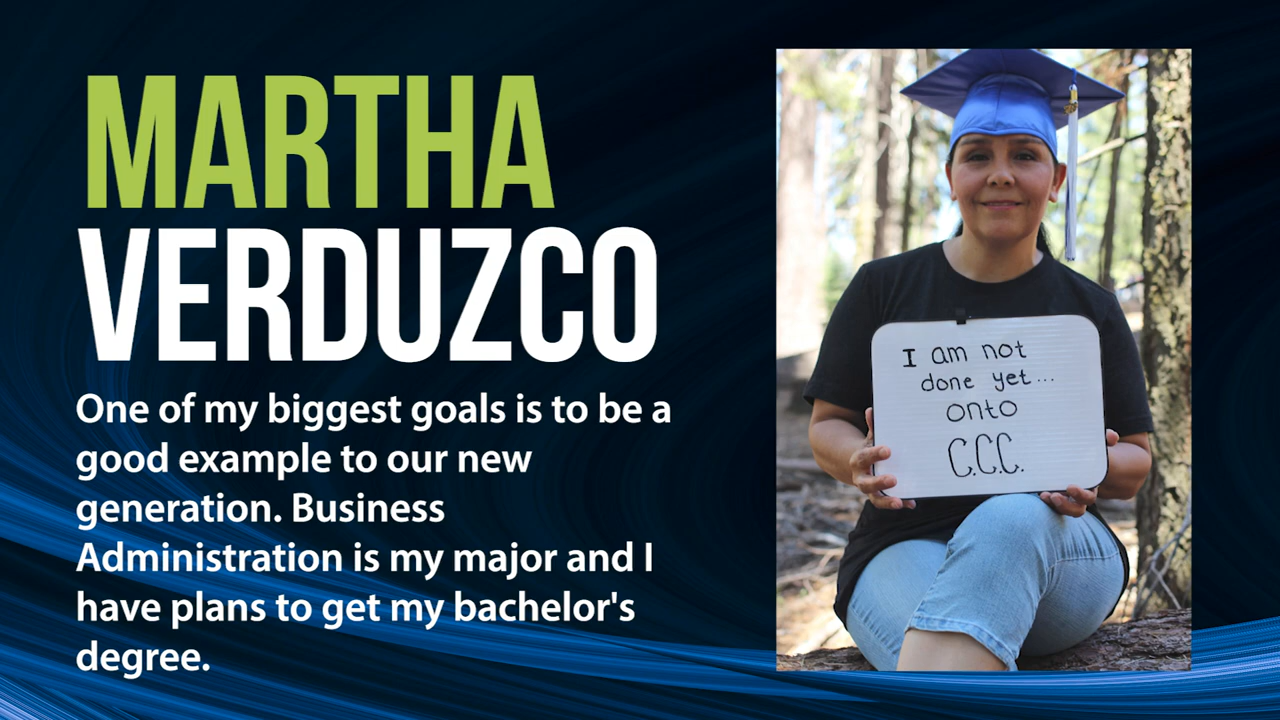 MARTHA
VERDUZCO
One of my biggest goals is to be a
good example to our new
generation. Business
Administration is my major and I
have plans to get my bachelor's
degree.
I am not
done yet...
onto
C.C.C.